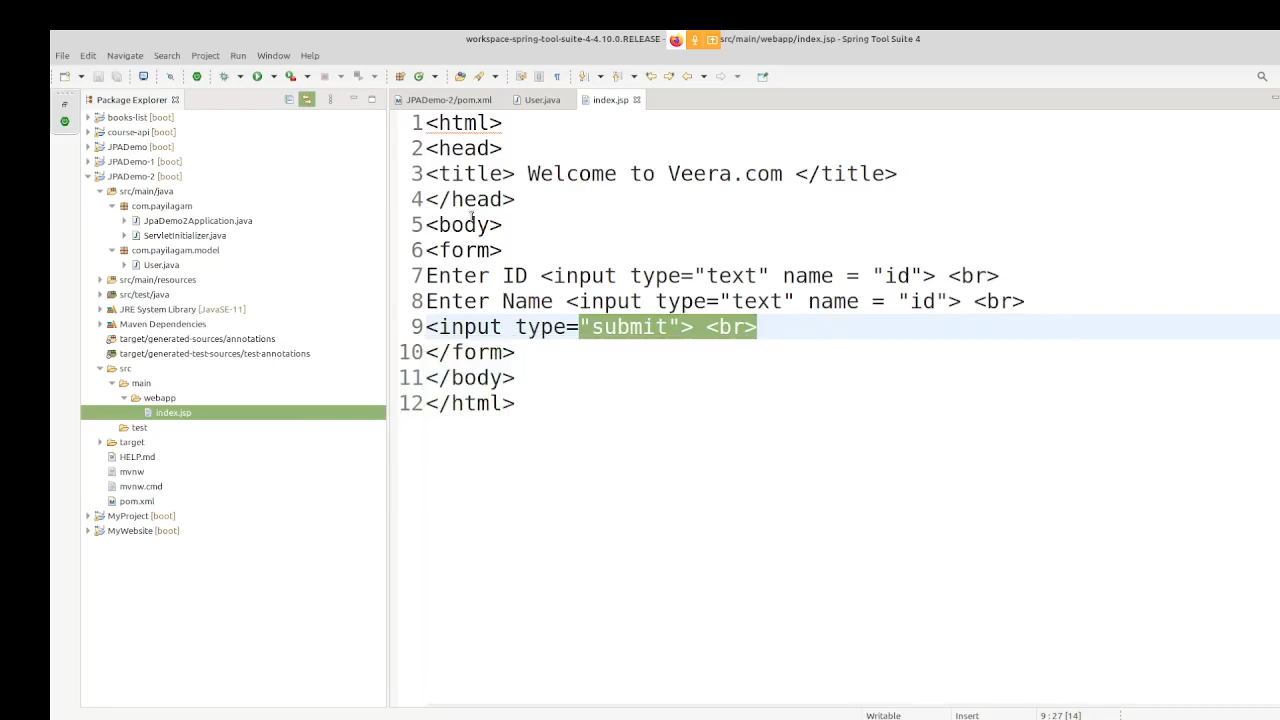 workspace-spring-tool-suite-4-4.10.0.RELEASE - src/main/webapp/index.jsp - Spring Tool Suite 4
File Edit Navigate Search Project Run Window Help
Package Explorer
books-list [boot]
course-api [boot]
JPADemo [boot]
JPADemo-1 [boot]
JPADemo-2 [boot]
src/main/java
com.payilagam
JpaDemo2Application.java
ServletInitializer.java
com.payilagam.model
User.java
src/main/resources
src/test/java
JRE System Library [JavaSE-11]
Maven Dependencies
target/generated-sources/annotations
target/generated-test-sources/test-annotations
src
main
webapp
index.jsp
test
target
HELP.md
mvnw
mvnw.cmd
pom.xml
MyProject [boot]
MyWebsite [boot]
JPADemo-2/pom.xml User.java index.jsp
1 <html>
2 <head>
3 <title> Welcome to Veera.com </title>
4 </head>
5 <body>
6 <form>
7 Enter ID <input type="text" name = "id"> <br>
8 Enter Name <input type="text" name = "id"> <br>
9 <input type="submit"> <br>
10 </form>
11 </body>
12 </html>
Writable Insert 9 : 27 [14]